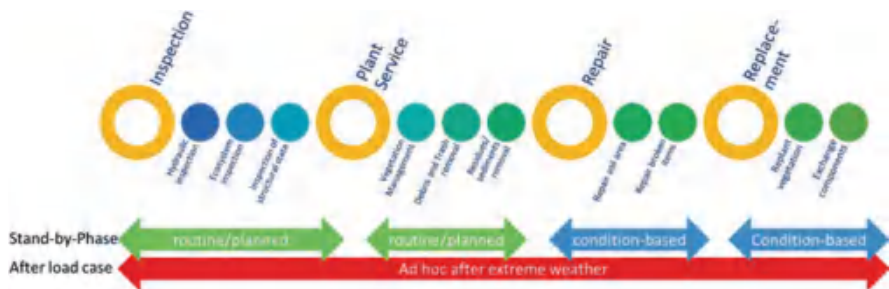 Inspection
Plant
Service
Repair
Replace-
ment
Hydraulic
inspection
Ecosystem
inspection
Inspection of
structural state
Vegetation
Management
Debris and Trash
removal
Residues/
sediments
removal
Repair soil area
Repair broken
items
Replant
vegetation
Exchange
components
Stand-by-Phase
routine/planned
routine/planned
condition-based
Condition-based
After load case
Ad hoc after extreme weather